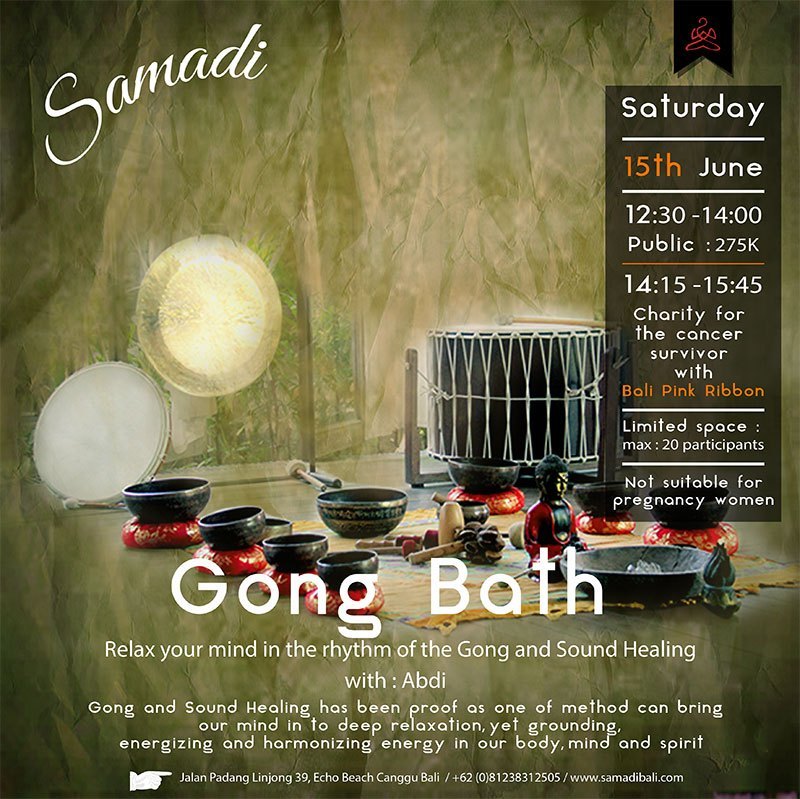 Samadi
Saturday
15th June
12:30 -14:00
Public : 275K
14:15 -15:45
Charity for
the cancer
survivor
with
Bali Pink Ribbon
Limited space :
max : 20 participants
Not suitable for
pregnancy women
Gong Bath
Relax your mind in the rhythm of the Gong and Sound Healing
with : Abdi
Gong and Sound Healing has been proof as one of method can bring
our mind in to deep relaxation, yet grounding,
energizing and harmonizing energy in our body, mind and spirit
Jalan Padang Linjong 39, Echo Beach Canggu Bali / +62 (0)81238312505 / www.samadibali.com